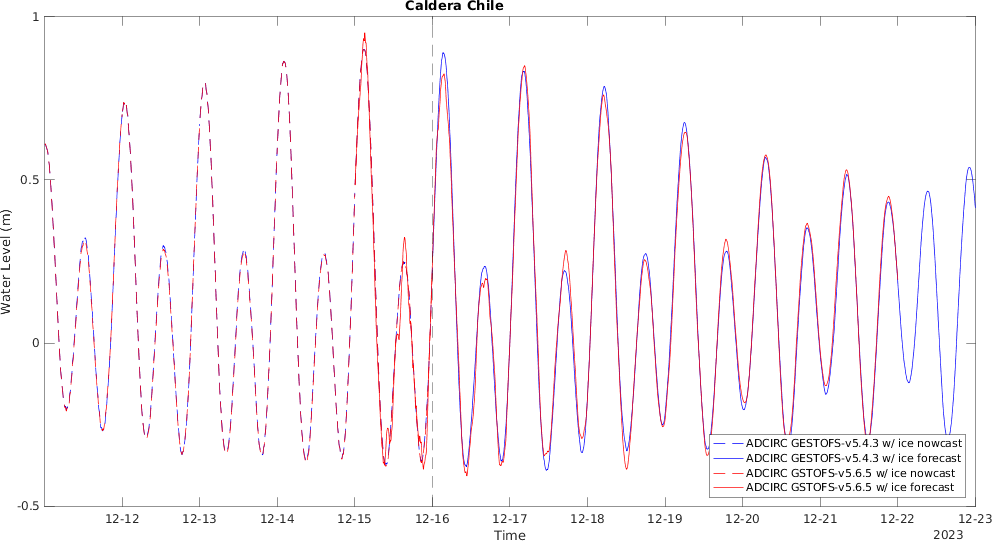 Caldera Chile
1
0.5
0
-0.5
Water Level (m)
12-12 12-13 12-14 12-15 12-16 12-17 12-18 12-19 12-20 12-21 12-22 12-23
Time
2023
ADCIRC GESTOFS-v5.4.3 w/ ice nowcast
ADCIRC GESTOFS-v5.4.3 w/ ice forecast
ADCIRC GSTOFS-v5.6.5 w/ ice nowcast
ADCIRC GSTOFS-v5.6.5 w/ ice forecast